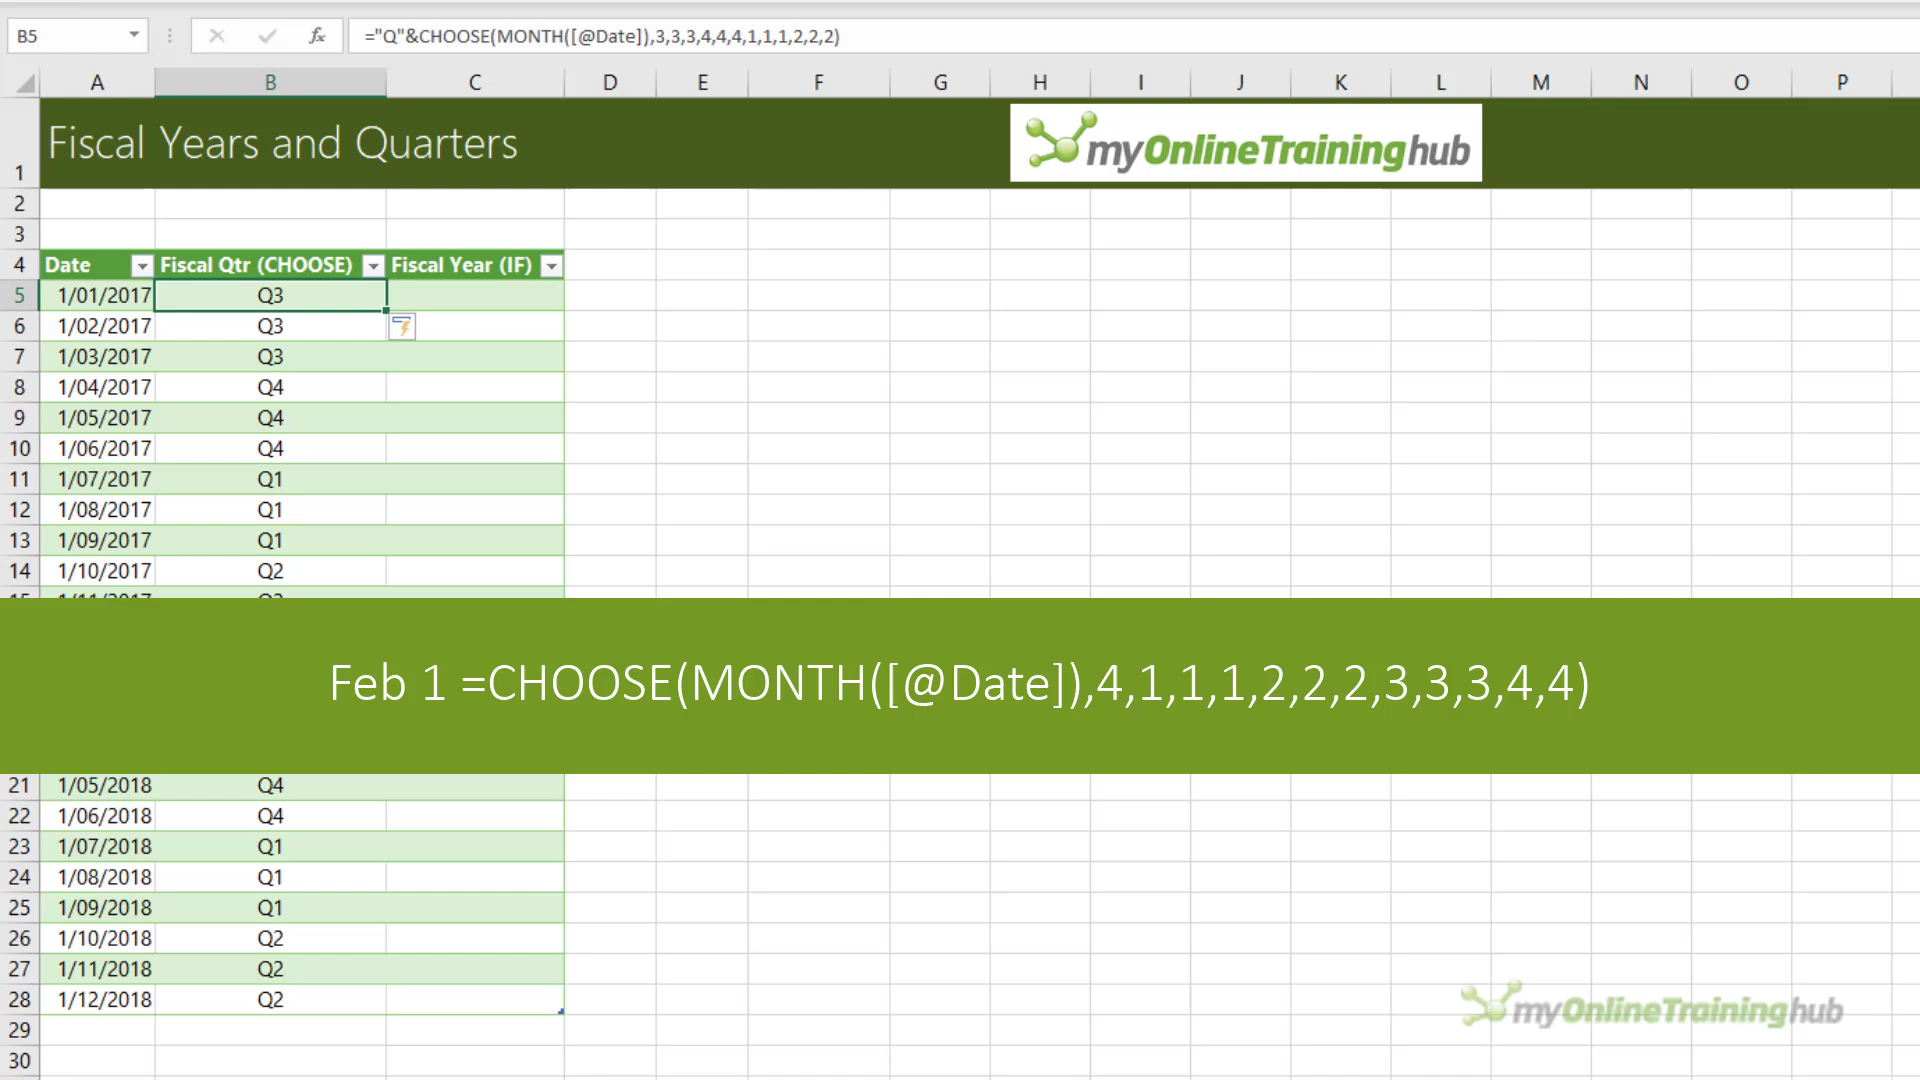 B5 fx ="Q"&CHOOSE(MONTH([@Date]),3,3,3,4,4,4,1,1,1,2,2,2)
A B C D E F G H I J K L M N O P
1 Fiscal Years and Quarters myOnlineTraininghub
2
3
4 Date Fiscal Qtr (CHOOSE) Fiscal Year (IF)
5 1/01/2017 Q3
6 1/02/2017 Q3
7 1/03/2017 Q3
8 1/04/2017 Q4
9 1/05/2017 Q4
10 1/06/2017 Q4
11 1/07/2017 Q1
12 1/08/2017 Q1
13 1/09/2017 Q1
14 1/10/2017 Q2
Feb 1 =CHOOSE(MONTH([@Date]),4,1,1,1,2,2,2,3,3,3,4,4)
21 1/05/2018 Q4
22 1/06/2018 Q4
23 1/07/2018 Q1
24 1/08/2018 Q1
25 1/09/2018 Q1
26 1/10/2018 Q2
27 1/11/2018 Q2
28 1/12/2018 Q2
myOnlineTraininghub
29
30